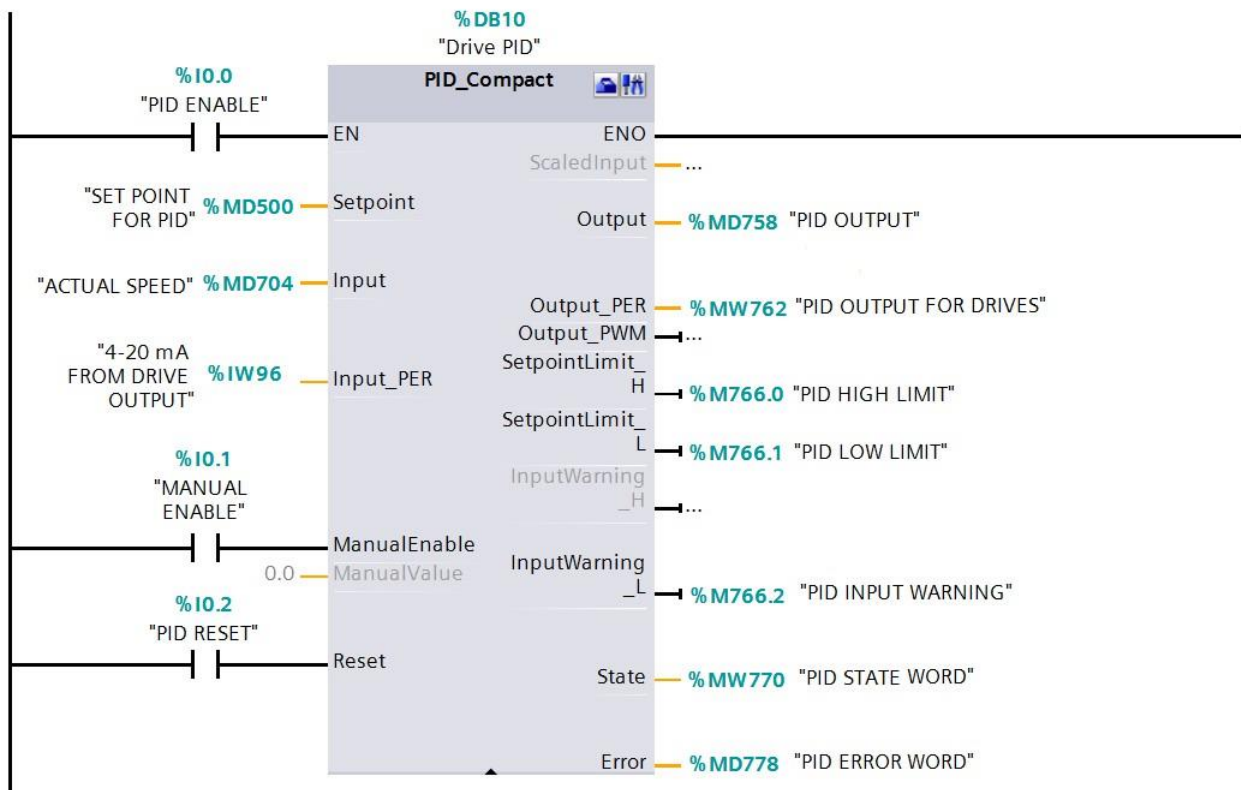 %DB10
"Drive PID"
PID_Compact
%I0.0
"PID ENABLE"
EN
ENO
ScaledInput
...
"SET POINT
FOR PID"
%MD500
Setpoint
Output
%MD758 "PID OUTPUT"
"ACTUAL SPEED" %MD704
Input
Output_PER
%MW762 "PID OUTPUT FOR DRIVES"
Output_PWM
...
"4-20 mA
FROM DRIVE
OUTPUT"
%IW96
Input_PER
SetpointLimit_
H
%M766.0 "PID HIGH LIMIT"
SetpointLimit_
L
%M766.1 "PID LOW LIMIT"
%I0.1
"MANUAL
ENABLE"
InputWarning
_H
...
ManualEnable
0.0
ManualValue
InputWarning
_L
%M766.2 "PID INPUT WARNING"
%I0.2
"PID RESET"
Reset
State
%MW770 "PID STATE WORD"
Error
%MD778 "PID ERROR WORD"